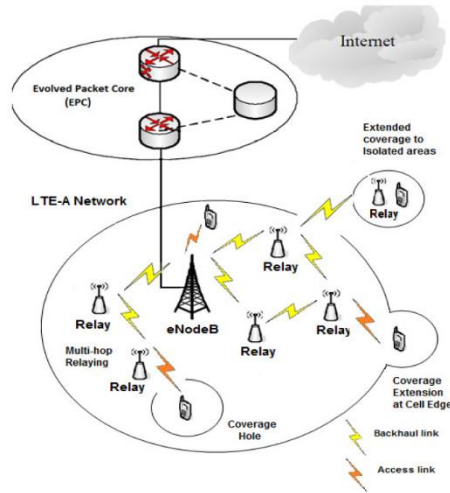 Internet
Evolved Packet Core
(EPC)
Extended
coverage to
Isolated areas
Relay
LTE-A Network
Relay
Relay
eNodeB
Relay
Relay
Multi-hop
Relaying
Relay
Coverage
Extension
at Cell Edge
Coverage
Hole
Backhaul link
Access link